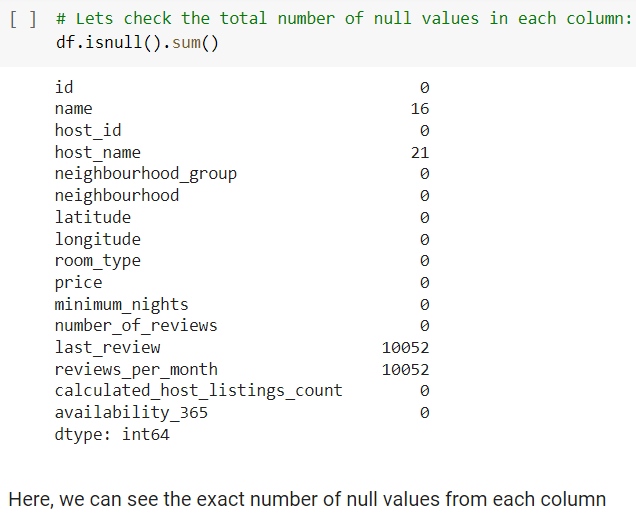 [ ] # Lets check the total number of null values in each column:
df.isnull().sum()
id 0
name 16
host_id 0
host_name 21
neighbourhood_group 0
neighbourhood 0
latitude 0
longitude 0
room_type 0
price 0
minimum_nights 0
number_of_reviews 0
last_review 10052
reviews_per_month 10052
calculated_host_listings_count 0
availability_365 0
dtype: int64
Here, we can see the exact number of null values from each column